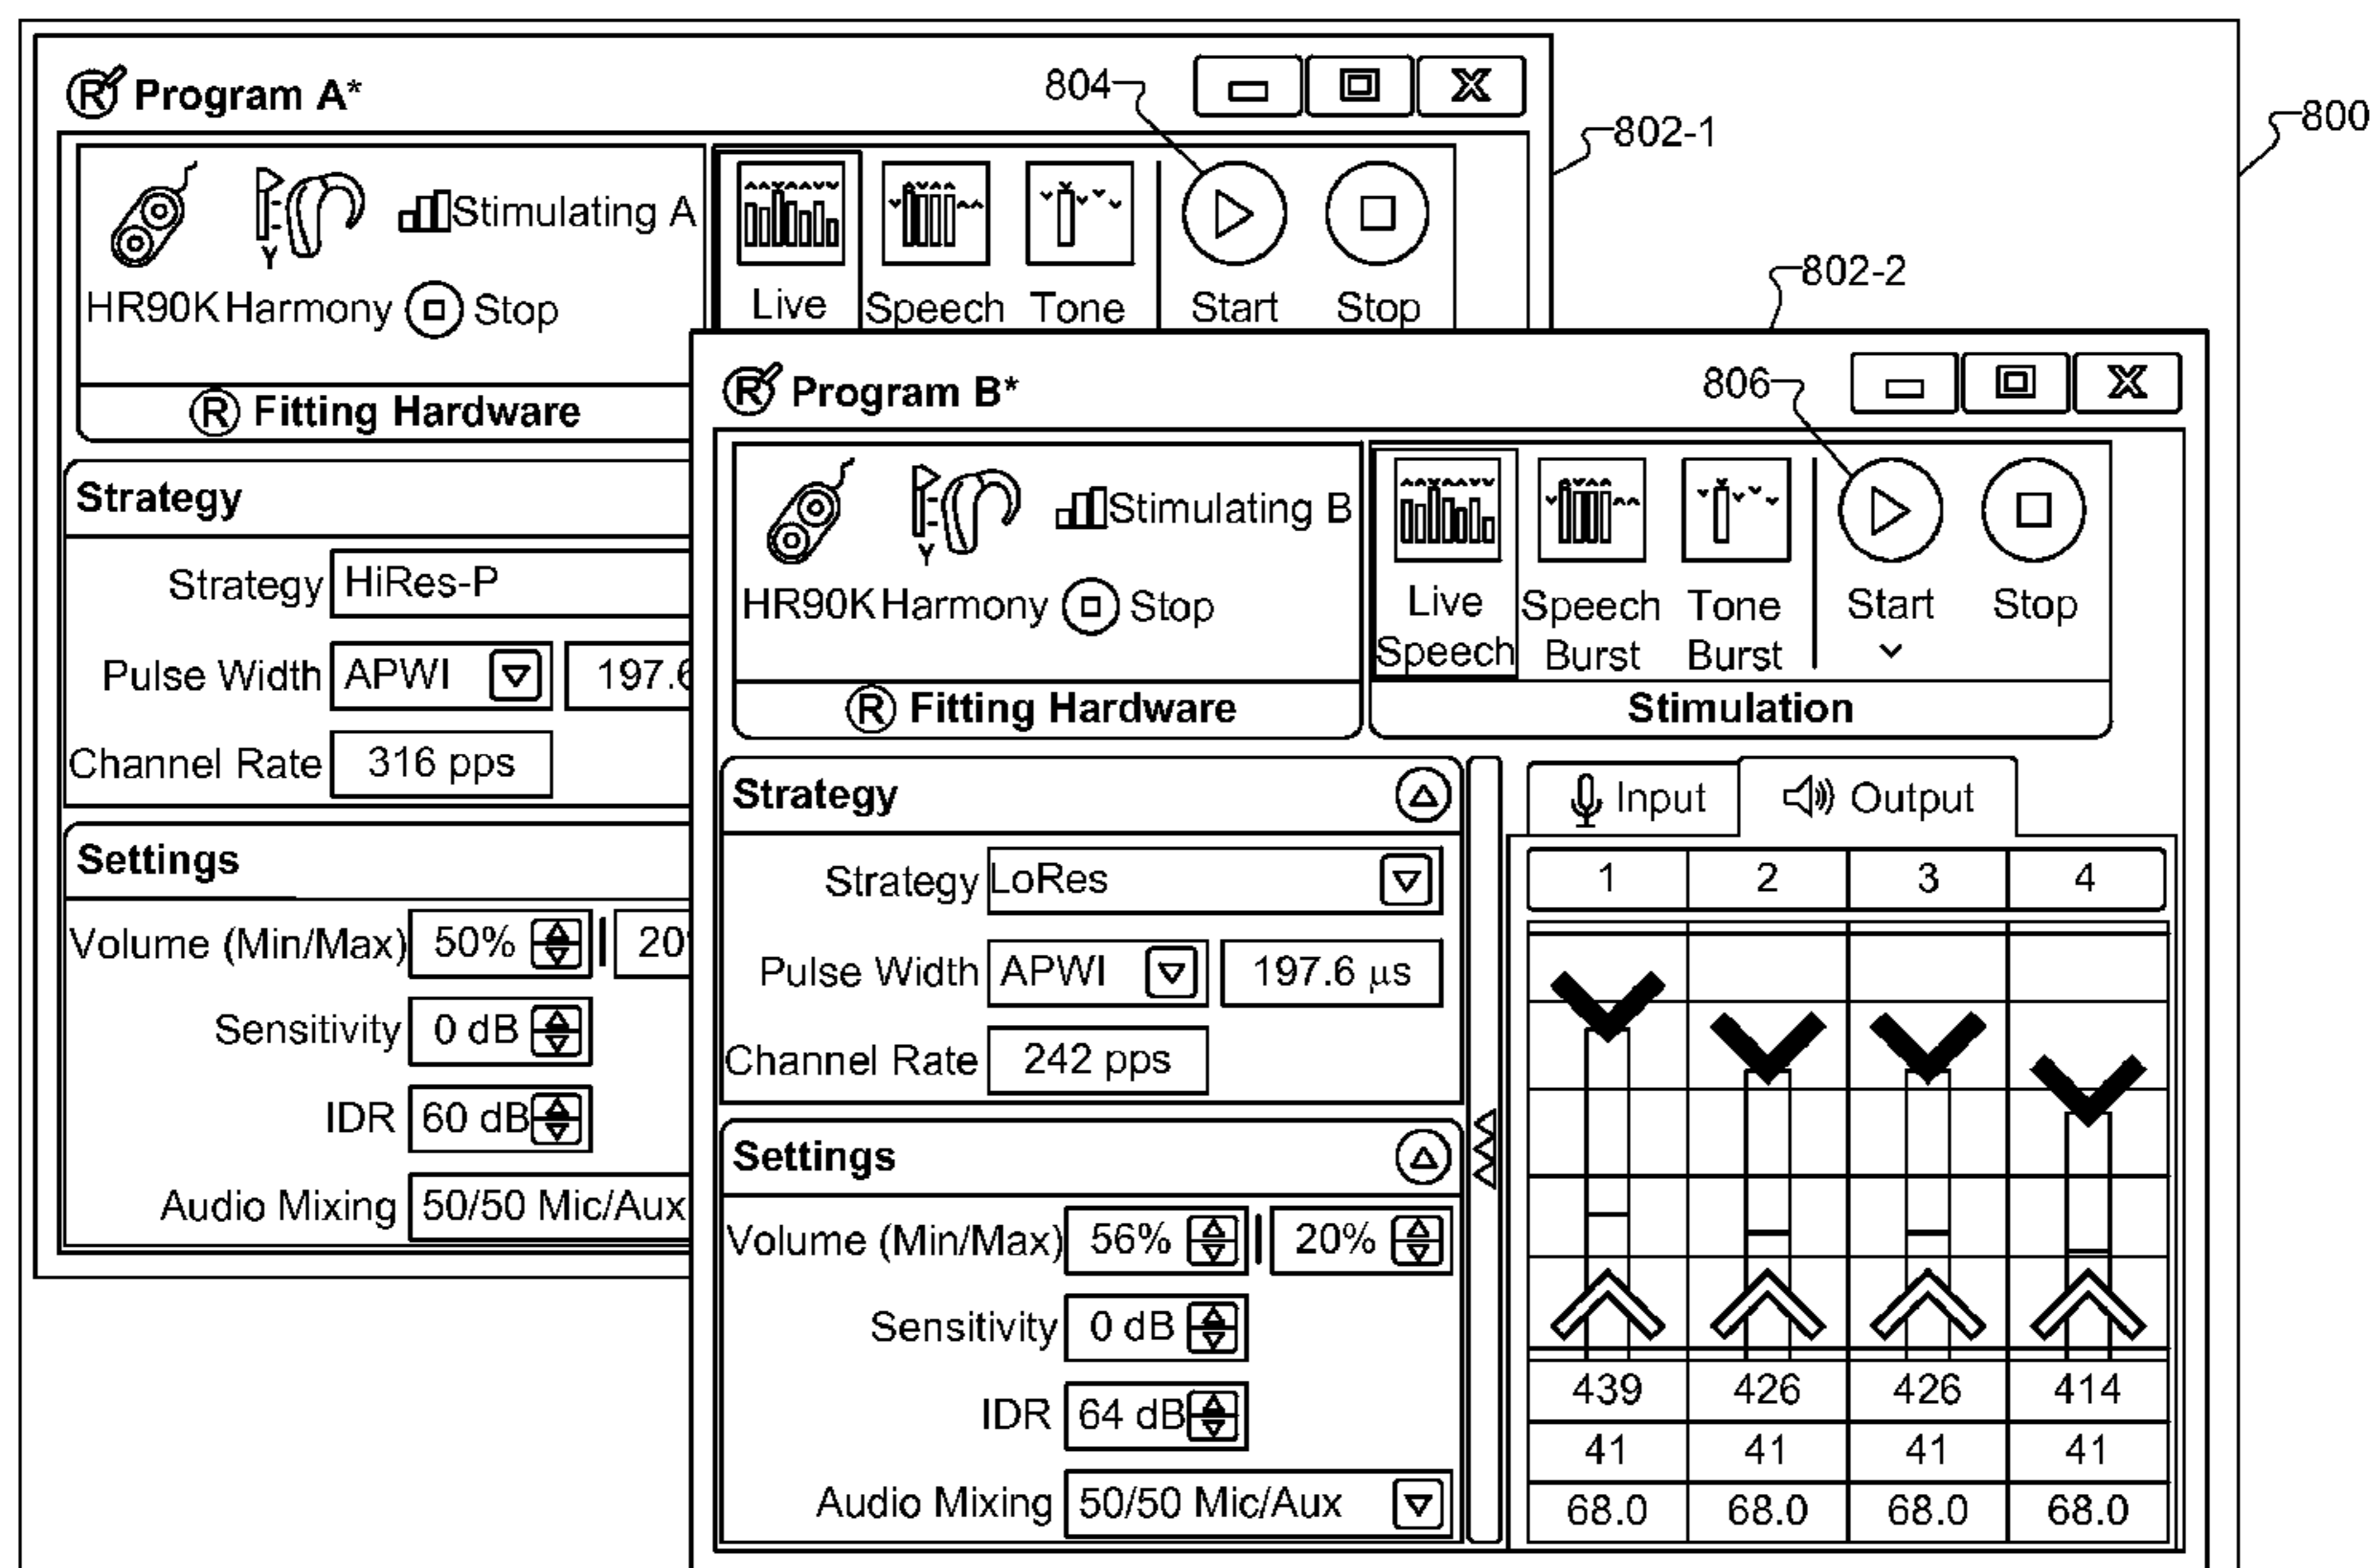 800
802-1
Ⓡ Program A*
804
X
Stimulating A
HR90K Harmony Stop
Live Speech Tone Start Stop
Ⓡ Fitting Hardware
Strategy
Strategy HiRes-P
Pulse Width APWI 197.6
Channel Rate 316 pps
Settings
Volume (Min/Max) 50% 20
Sensitivity 0 dB
IDR 60 dB
Audio Mixing 50/50 Mic/Aux
802-2
Ⓡ Program B*
806
X
Stimulating B
HR90K Harmony Stop
Live Speech
Speech Burst
Tone Burst
Start
Stop
Ⓡ Fitting Hardware
Stimulation
Strategy
Strategy LoRes
Pulse Width APWI 197.6 µs
Channel Rate 242 pps
Settings
Volume (Min/Max) 56% 20%
Sensitivity 0 dB
IDR 64 dB
Audio Mixing 50/50 Mic/Aux
Input Output
1 2 3 4
439 426 426 414
41 41 41 41
68.0 68.0 68.0 68.0